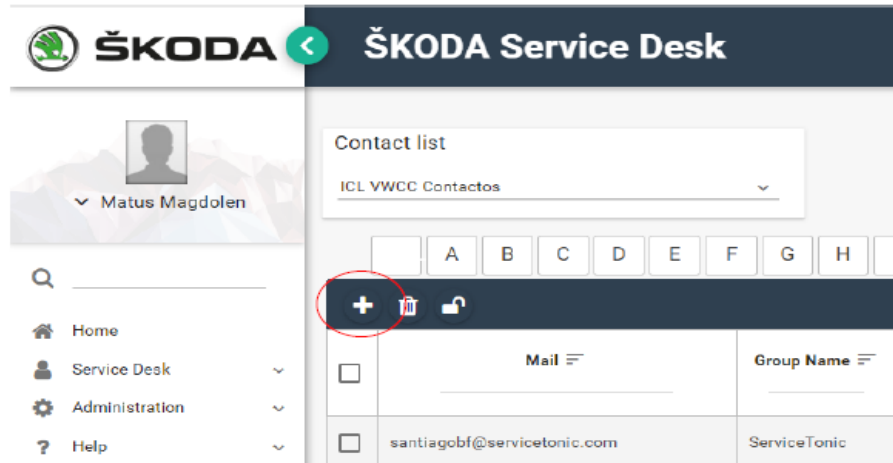 ŠKODA
ŠKODA Service Desk
Matus Magdolen
Home
Service Desk
Administration
? Help
Contact list
ICL VWCC Contactos
A B C D E F G H
Mail
Group Name
santiagobf@servicetonic.com
ServiceTonic